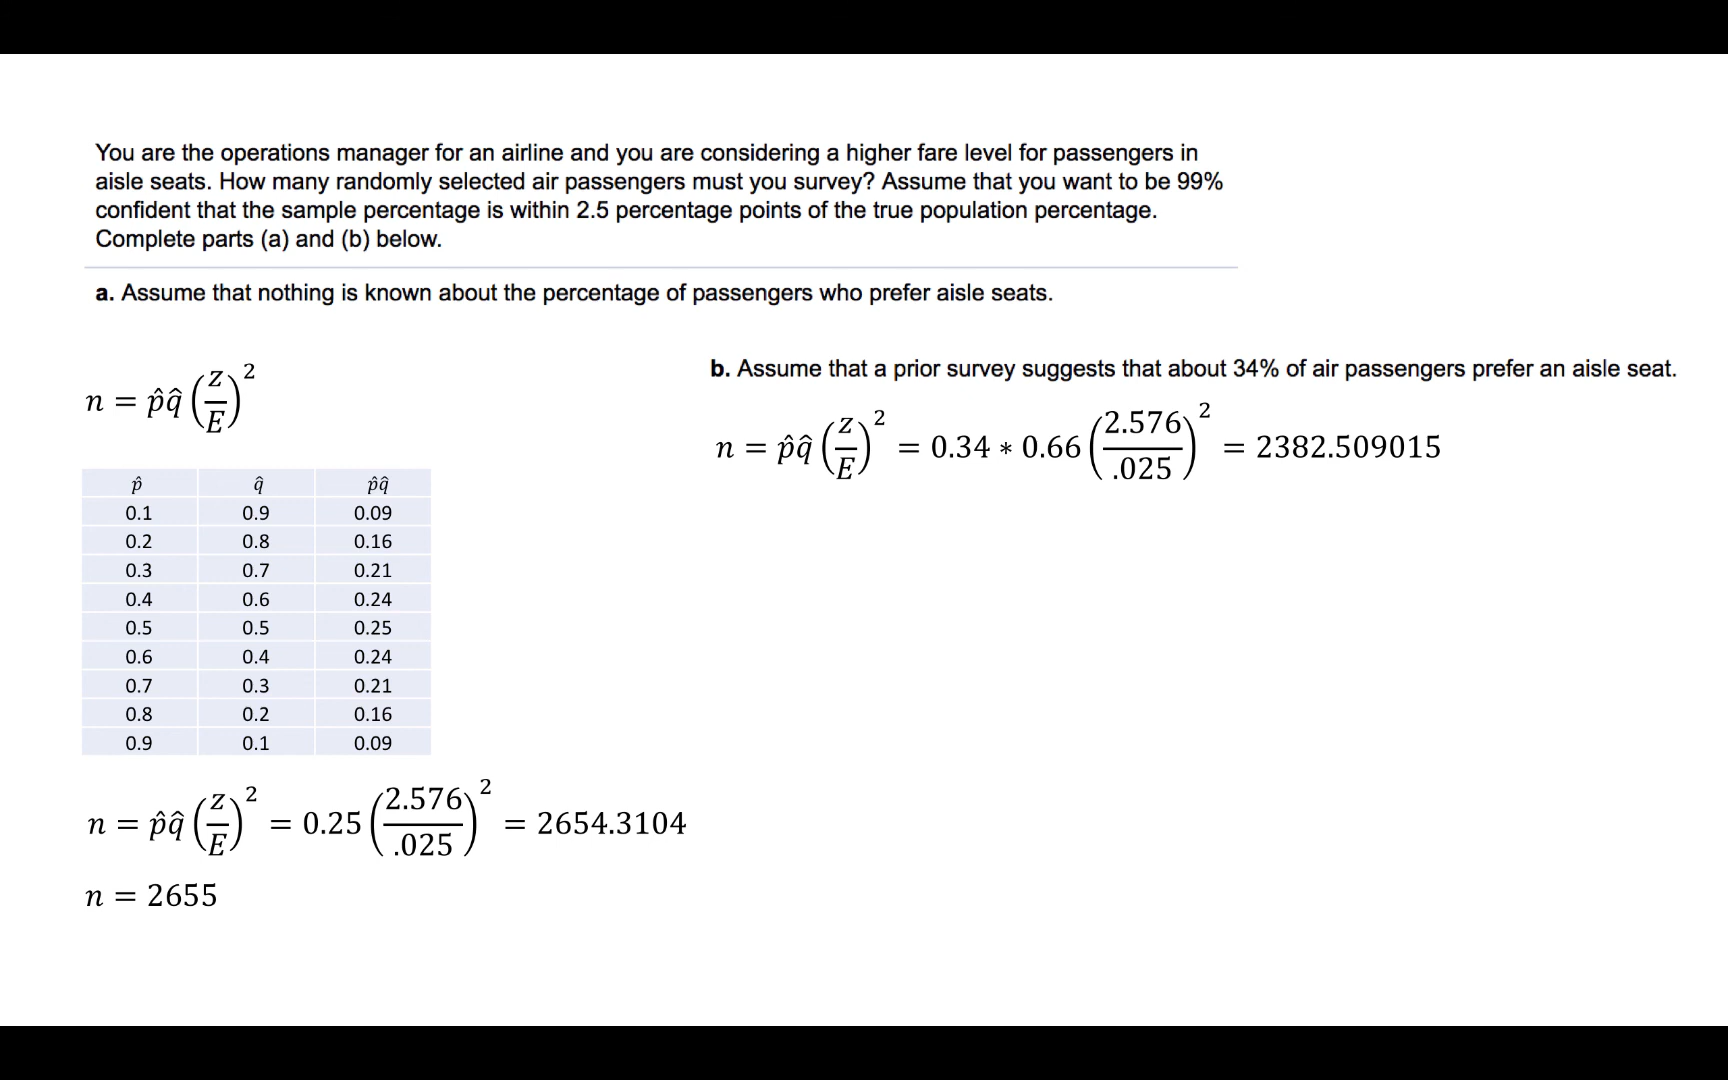 You are the operations manager for an airline and you are considering a higher fare level for passengers in
aisle seats. How many randomly selected air passengers must you survey? Assume that you want to be 99%
confident that the sample percentage is within 2.5 percentage points of the true population percentage.
Complete parts (a) and (b) below.
a. Assume that nothing is known about the percentage of passengers who prefer aisle seats.
n = p̂q̂ (z/E)²
p̂ q̂ p̂q̂
0.1 0.9 0.09
0.2 0.8 0.16
0.3 0.7 0.21
0.4 0.6 0.24
0.5 0.5 0.25
0.6 0.4 0.24
0.7 0.3 0.21
0.8 0.2 0.16
0.9 0.1 0.09
n = p̂q̂ (z/E)² = 0.25 (2.576/.025)² = 2654.3104
n = 2655
b. Assume that a prior survey suggests that about 34% of air passengers prefer an aisle seat.
n = p̂q̂ (z/E)² = 0.34 * 0.66 (2.576/.025)² = 2382.509015